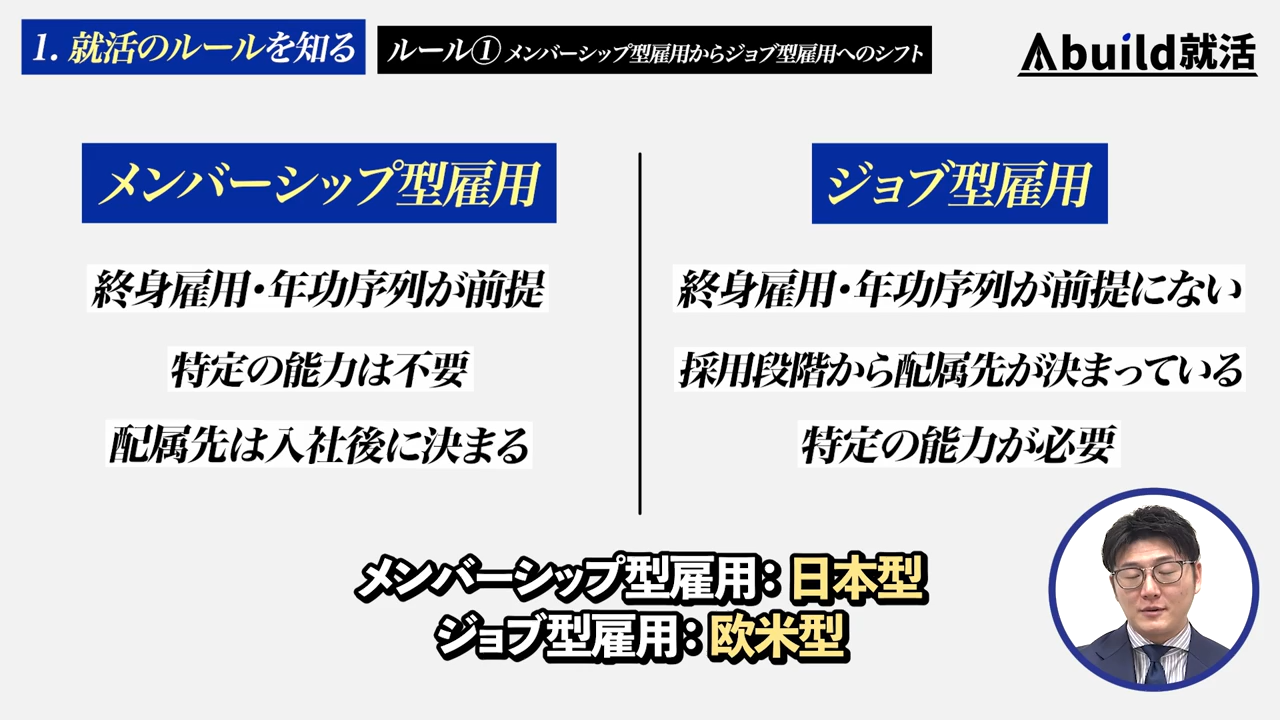 1. 就活のルールを知る
ルール① メンバーシップ型雇用からジョブ型雇用へのシフト
Abuild就活
メンバーシップ型雇用
終身雇用・年功序列が前提
特定の能力は不要
配属先は入社後に決まる
ジョブ型雇用
終身雇用・年功序列が前提にない
採用段階から配属先が決まっている
特定の能力が必要
メンバーシップ型雇用：日本型
ジョブ型雇用：欧米型